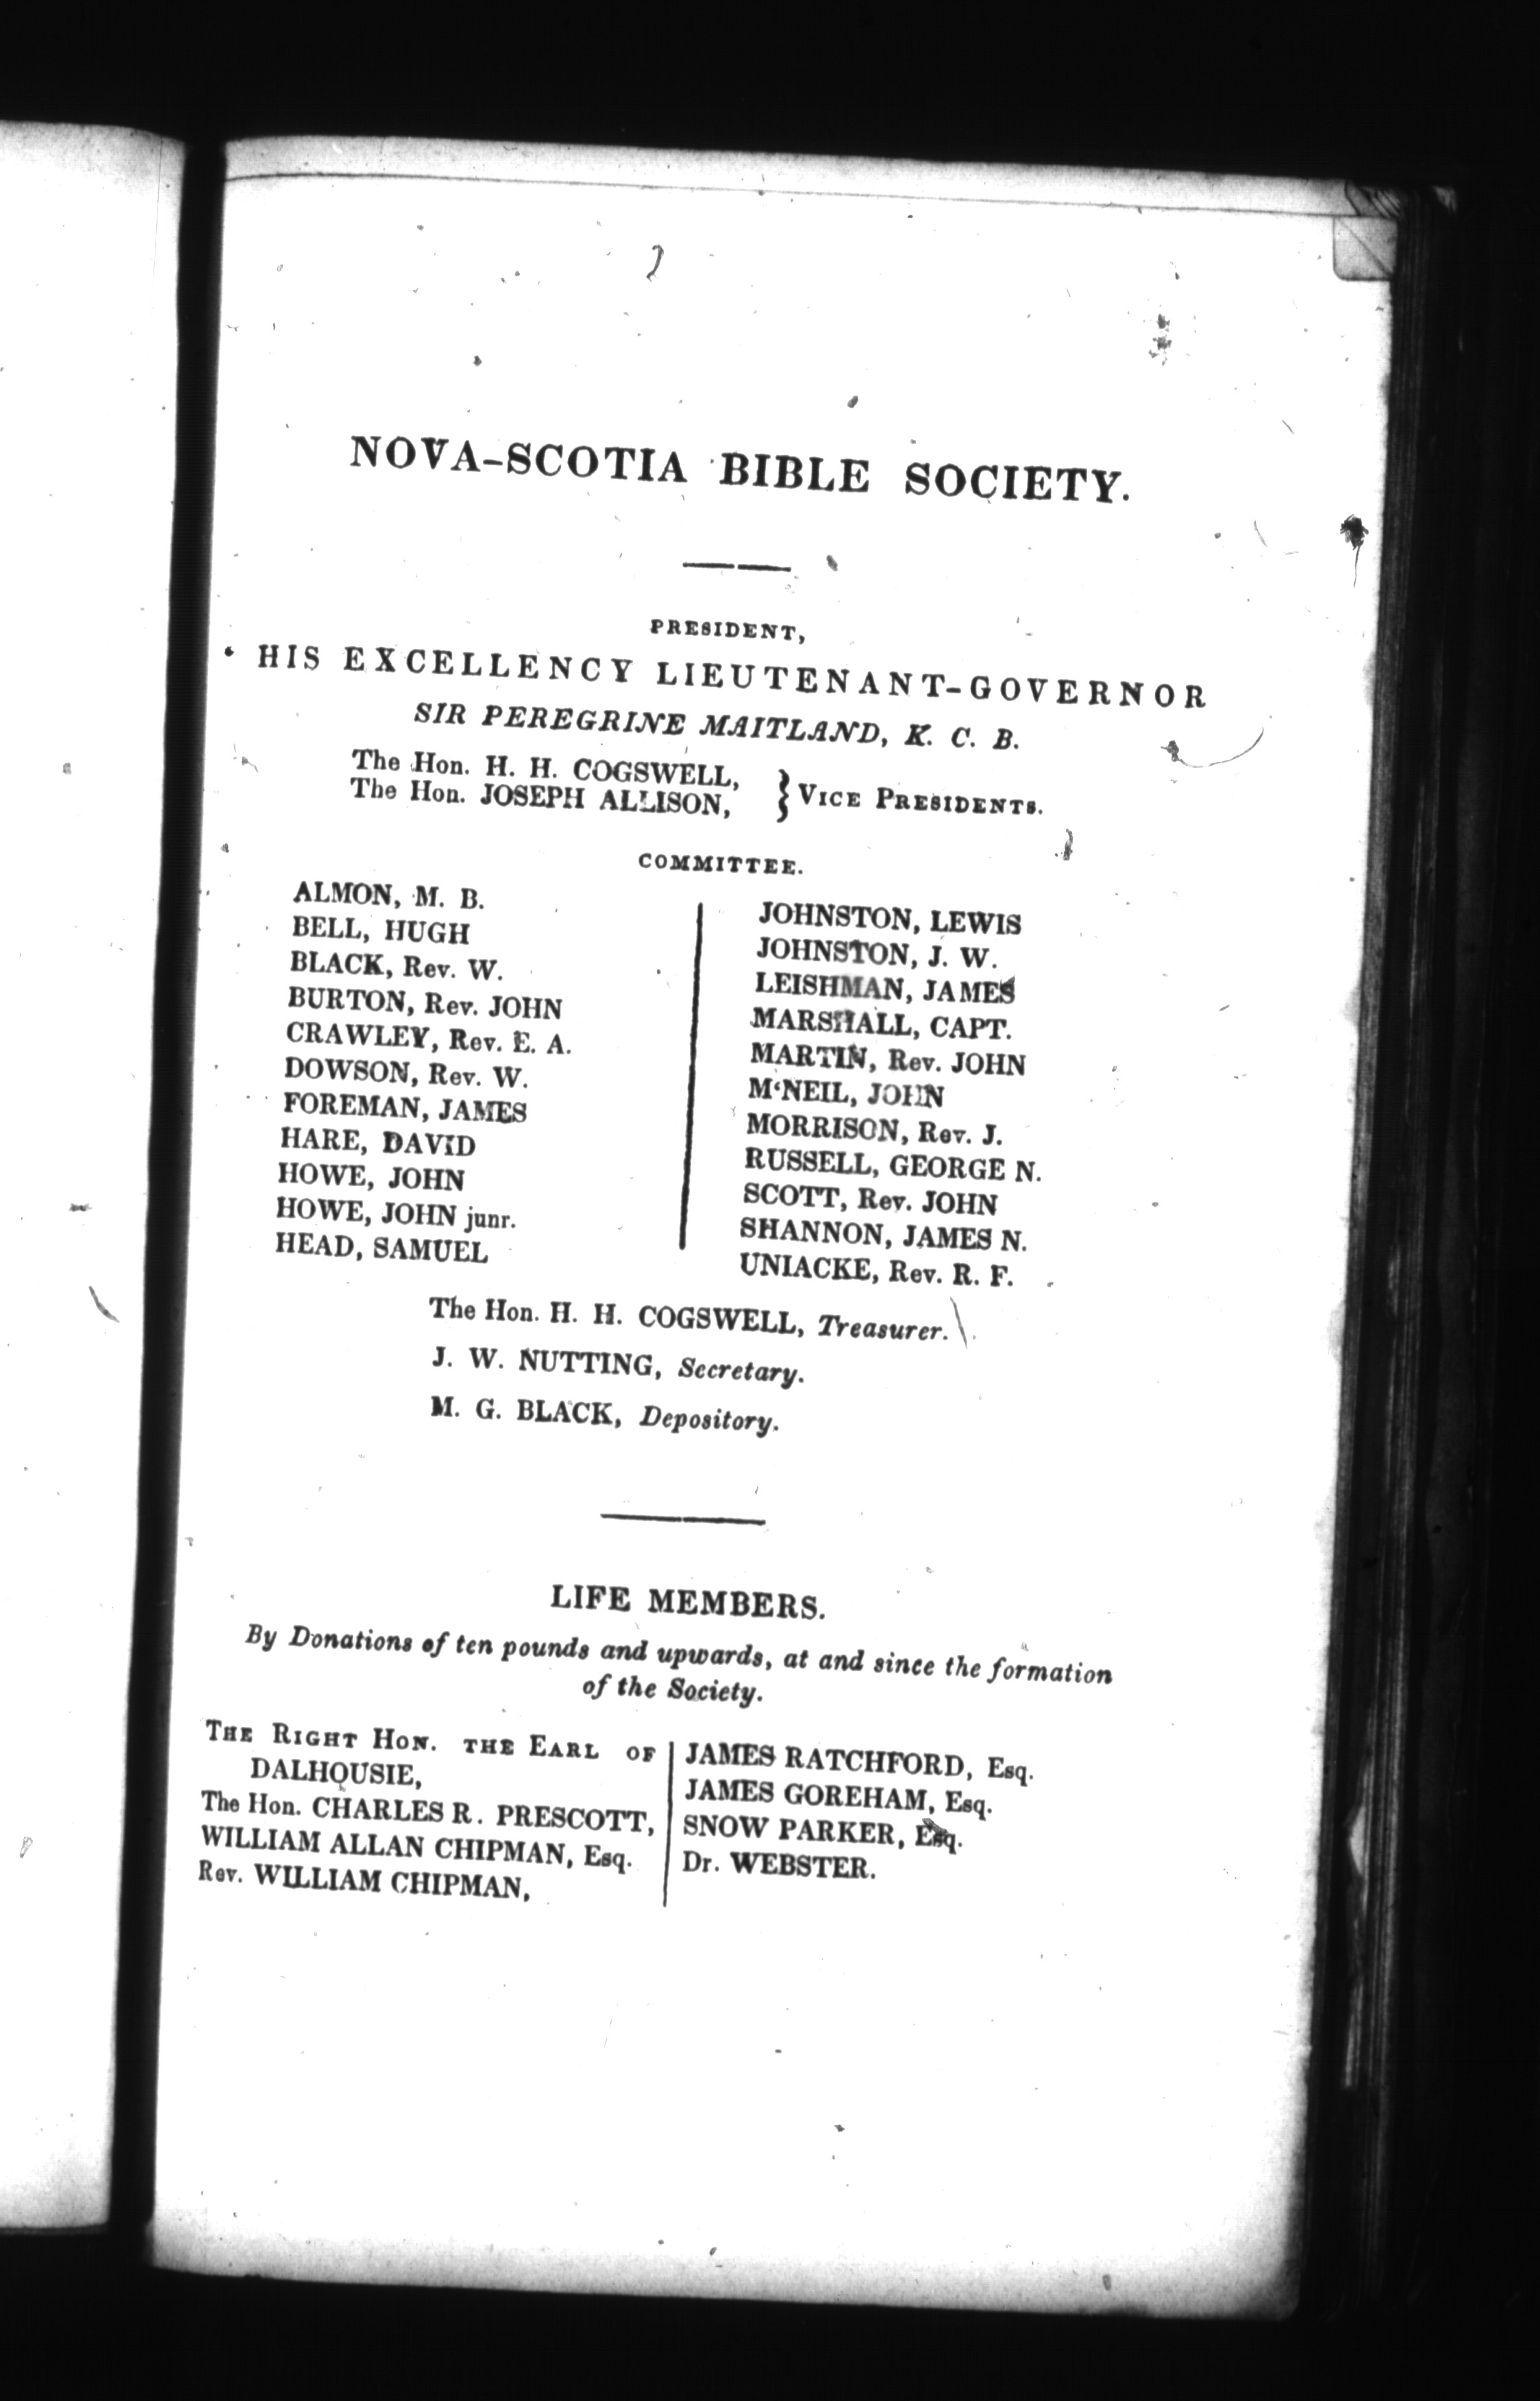 NOVA-SCOTIA BIBLE SOCIETY.
PRESIDENT,
HIS EXCELLENCY LIEUTENANT-GOVERNOR
SIR PEREGRINE MAITLAND, K. C. B.
The Hon. H. H. COGSWELL,
The Hon. JOSEPH ALLISON,
} VICE PRESIDENTS.
COMMITTEE.
ALMON, M. B.
BELL, HUGH
BLACK, Rev. W.
BURTON, Rev. JOHN
CRAWLEY, Rev. E. A.
DOWSON, Rev. W.
FOREMAN, JAMES
HARE, DAVID
HOWE, JOHN
HOWE, JOHN junr.
HEAD, SAMUEL
JOHNSTON, LEWIS
JOHNSTON, J. W.
LEISHMAN, JAMES
MARSHALL, CAPT.
MARTIN, Rev. JOHN
M‘NEIL, JOHN
MORRISON, Rev. J.
RUSSELL, GEORGE N.
SCOTT, Rev. JOHN
SHANNON, JAMES N.
UNIACKE, Rev. R. F.
The Hon. H. H. COGSWELL, Treasurer.
J. W. NUTTING, Secretary.
M. G. BLACK, Depository.
LIFE MEMBERS.
By Donations of ten pounds and upwards, at and since the formation
of the Society.
THE RIGHT HON. THE EARL OF
DALHOUSIE,
The Hon. CHARLES R. PRESCOTT,
WILLIAM ALLAN CHIPMAN, Esq.
Rev. WILLIAM CHIPMAN,
JAMES RATCHFORD, Esq.
JAMES GOREHAM, Esq.
SNOW PARKER, Esq.
Dr. WEBSTER.